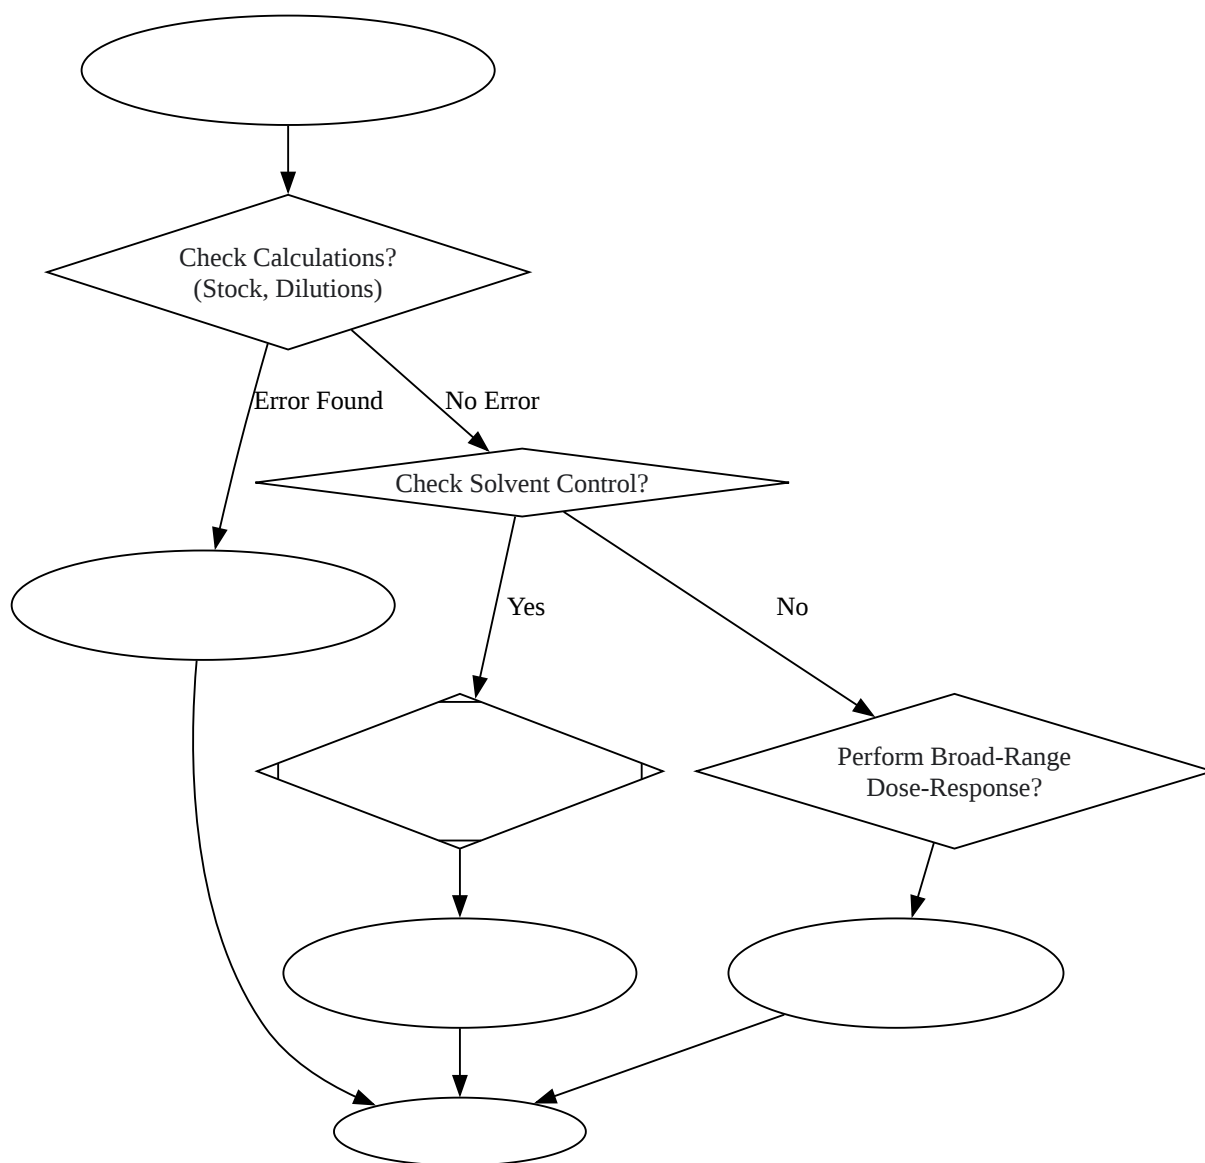 Check Calculations?
(Stock, Dilutions)
Error Found
No Error
Check Solvent Control?
Yes
No
Perform Broad-Range
Dose-Response?